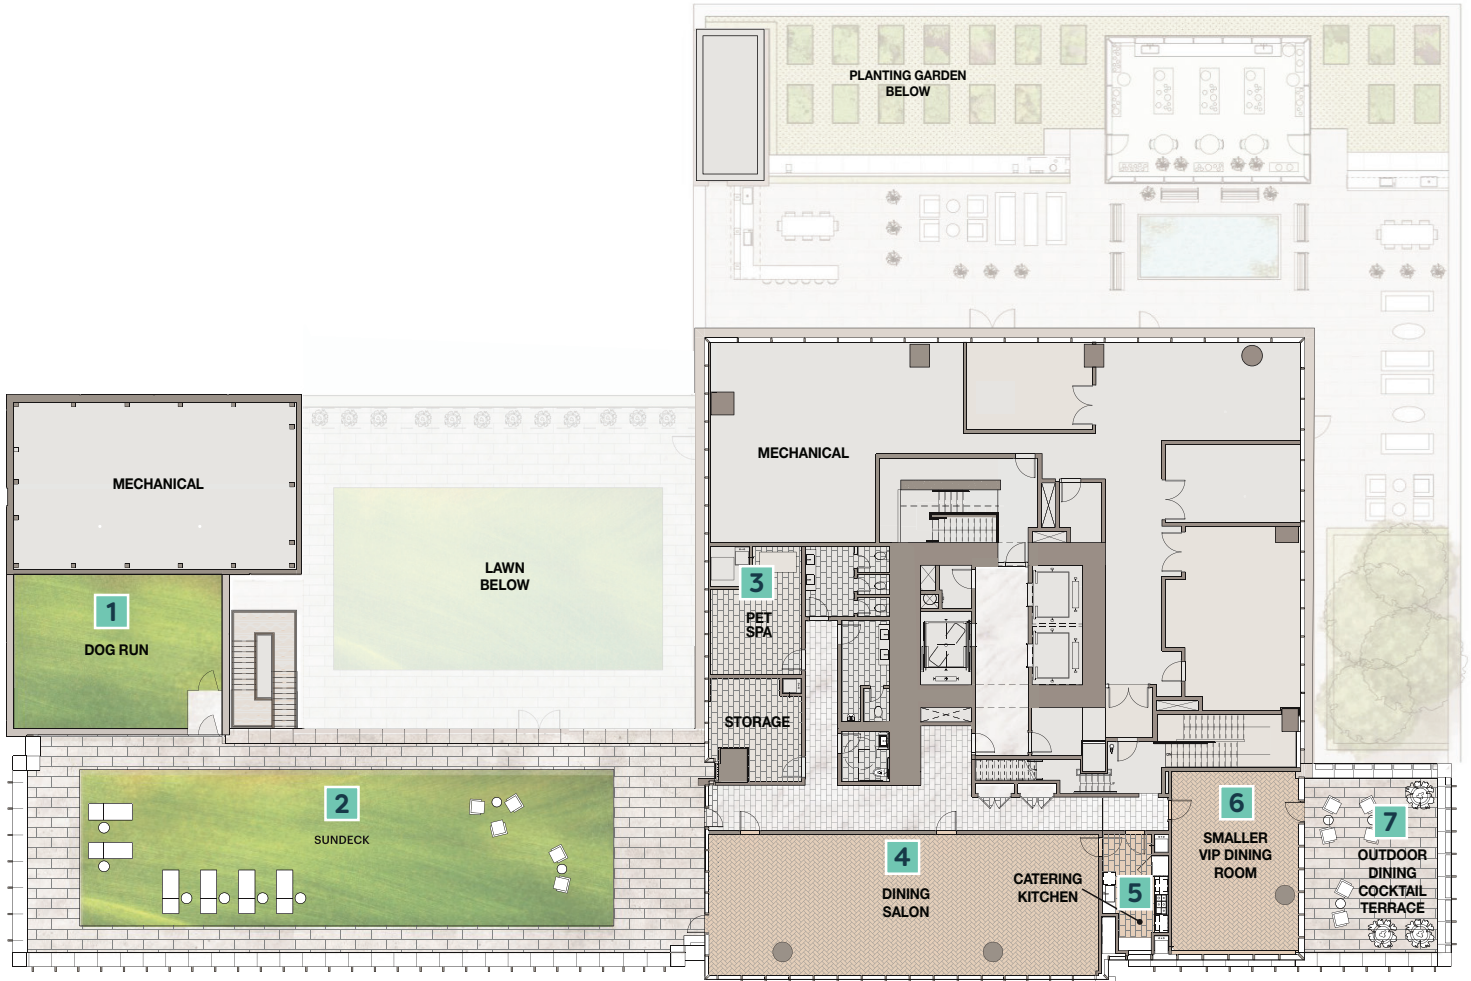 PLANTING GARDEN
BELOW
MECHANICAL
MECHANICAL
LAWN
BELOW
1
DOG RUN
3
PET
SPA
STORAGE
2
SUNDECK
4
DINING
SALON
CATERING
KITCHEN
5
6
SMALLER
VIP DINING
ROOM
7
OUTDOOR
DINING
COCKTAIL
TERRACE